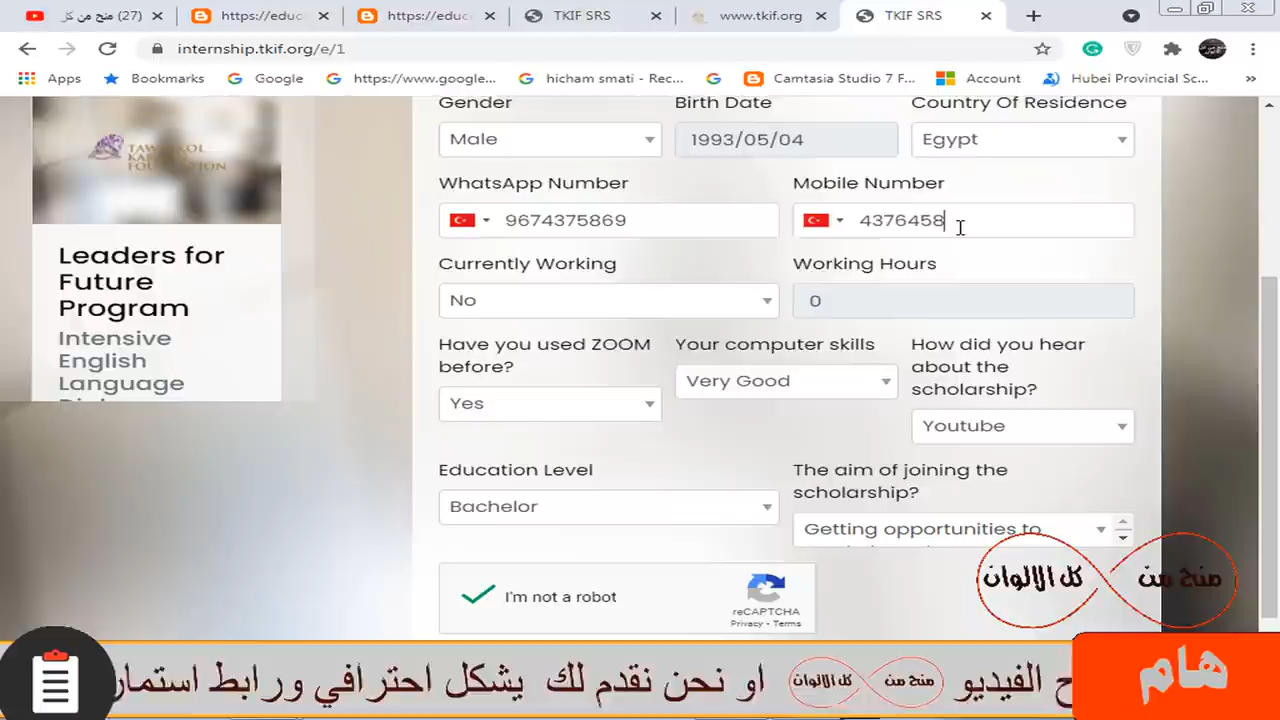 (27) منح من كل
https://educ
https://educ
TKIF SRS
www.tkif.org
TKIF SRS
internship.tkif.org/e/1
Apps
Bookmarks
Google
https://www.google...
hicham smati - Rec...
Camtasia Studio 7 F...
Account
Hubei Provincial Sc...
»
Gender
Birth Date
Country Of Residence
Male
1993/05/04
Egypt
WhatsApp Number
Mobile Number
9674375869
4376458
Currently Working
Working Hours
No
0
Have you used ZOOM
before?
Your computer skills
How did you hear
about the
scholarship?
Yes
Very Good
Youtube
Education Level
The aim of joining the
scholarship?
Bachelor
Getting opportunities to
I'm not a robot
reCAPTCHA
Privacy - Terms
Leaders for
Future
Program
Intensive
English
Language
منح من كل الالوان
ح الفيديو منح من كل الالوان او نحن نقدم لك يشكل احترافي ورابط استمار
هام